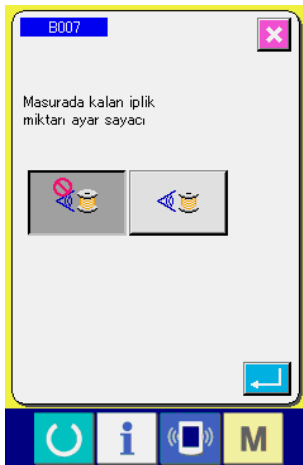 B007
Masurada kalan iplik
miktarı ayar sayacı
i
M